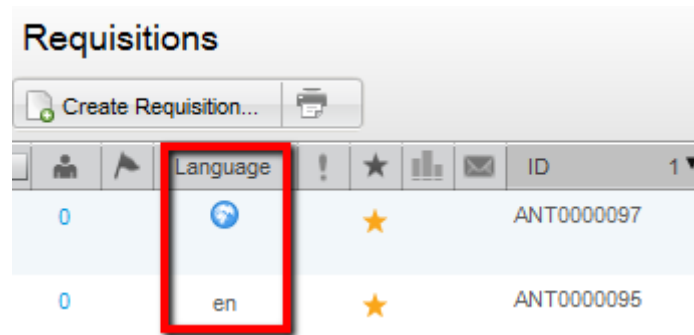 Requisitions
Create Requisition...
Language ID 1
0 ANT0000097
0 en ANT0000095